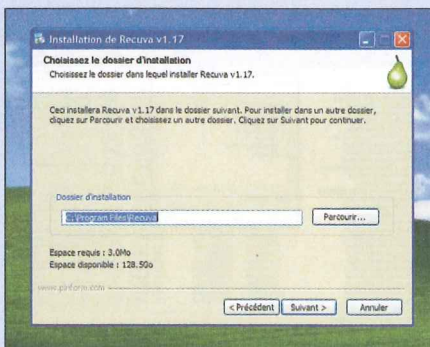 Installation de Recuva v1.17
Choisissez le dossier d'installation
Choisissez le dossier dans lequel installer Recuva v1.17.
Ceci installera Recuva v1.17 dans le dossier suivant. Pour installer dans un autre dossier,
cliquez sur Parcourir et choisissez un autre dossier. Cliquez sur Suivant pour continuer.
Dossier d'installation
C:\Program Files\Recuva
Parcourir...
Espace requis : 3.0Mo
Espace disponible : 128.5Go
www.piriform.com
< Précédent
Suivant >
Annuler